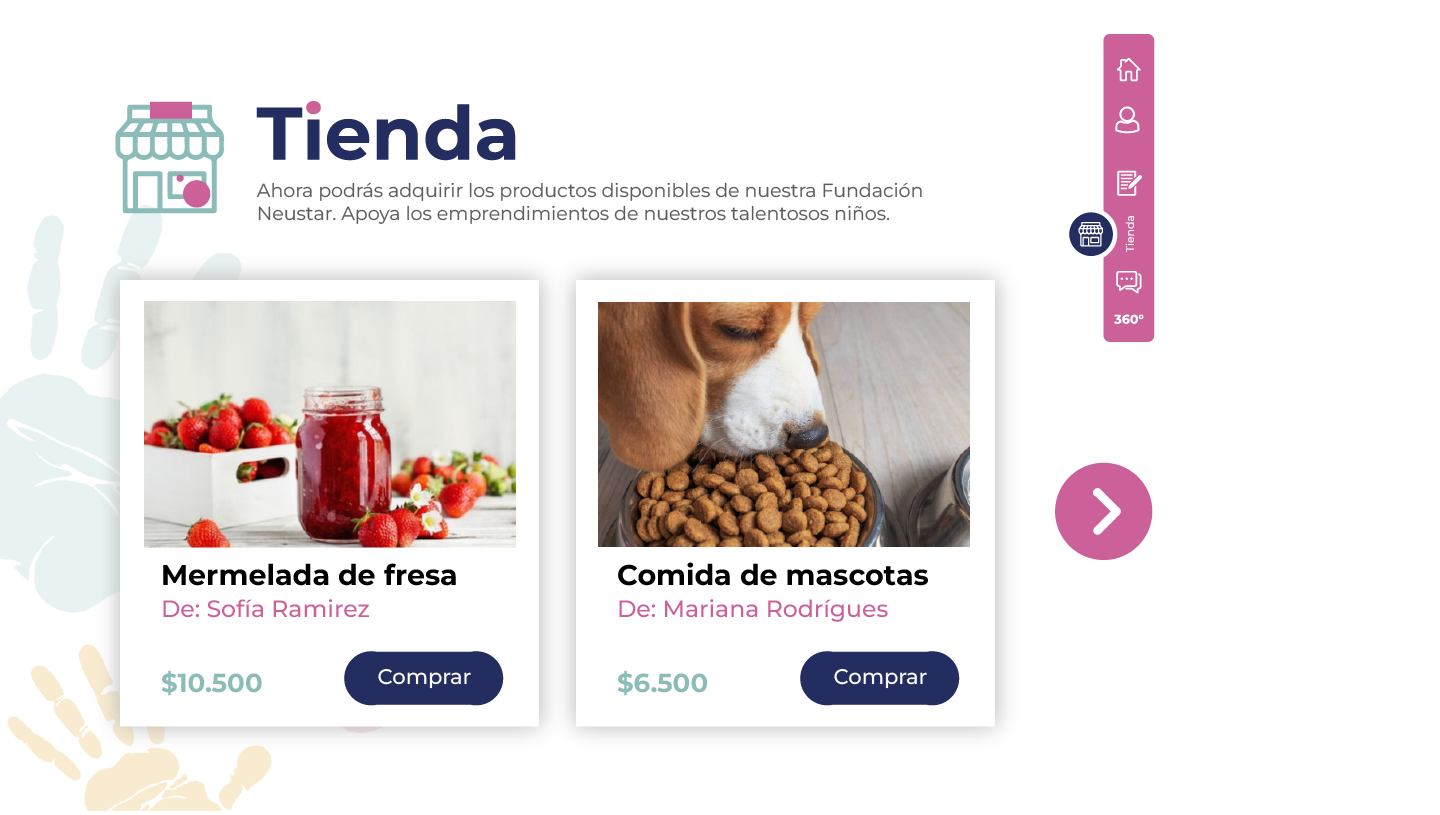 Tienda
Ahora podrás adquirir los productos disponibles de nuestra Fundación
Neustar. Apoya los emprendimientos de nuestros talentosos niños.
Mermelada de fresa
De: Sofía Ramirez
$10.500
Comprar
Comida de mascotas
De: Mariana Rodrígues
$6.500
Comprar
Tienda
360°